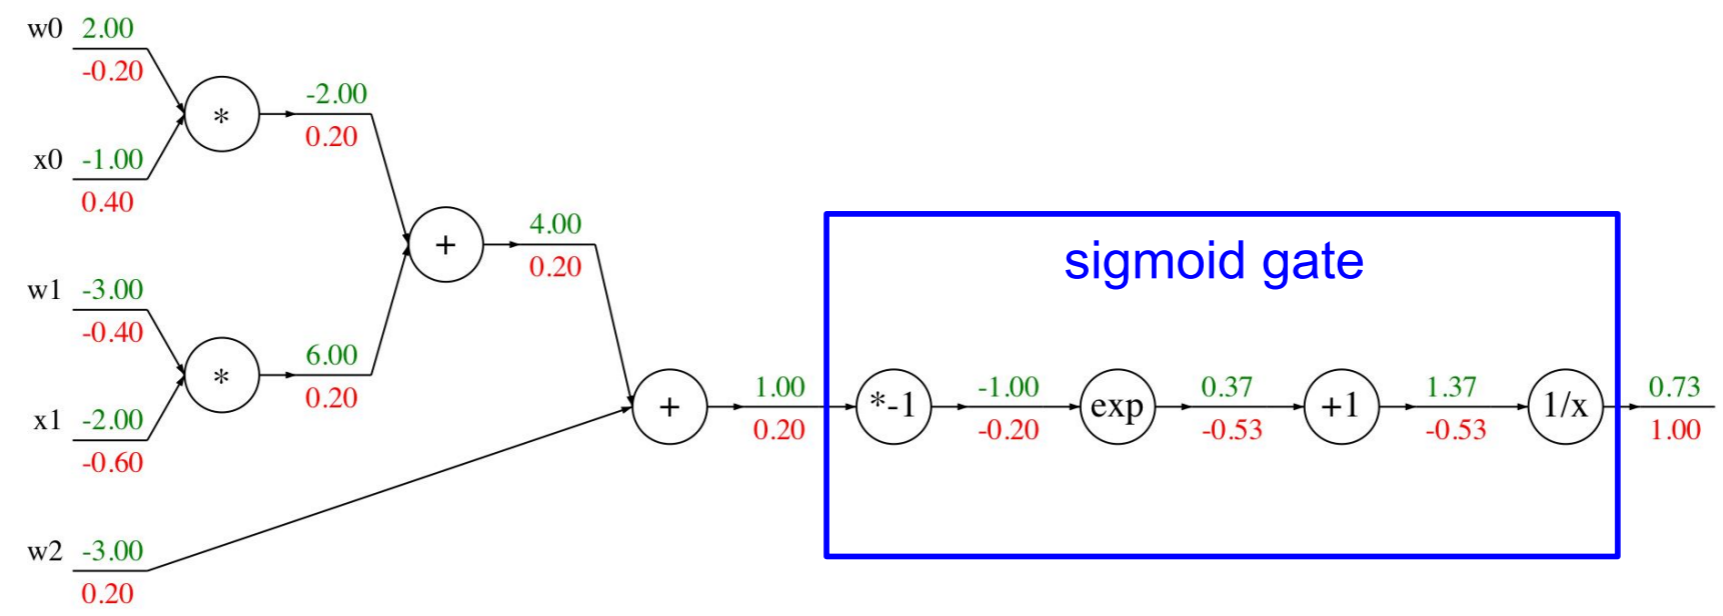 w0 2.00
-0.20
-2.00
*
0.20
x0 -1.00
0.40
4.00
+
0.20
sigmoid gate
w1 -3.00
-0.40
6.00
*
0.20
x1 -2.00
-0.60
1.00 -1.00 0.37 1.37 0.73
+ *-1 exp +1 1/x
0.20 -0.20 -0.53 -0.53 1.00
w2 -3.00
0.20